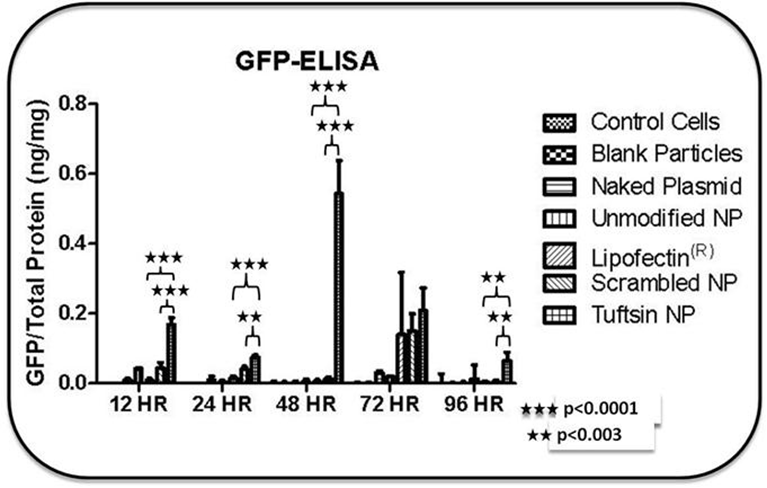 GFP-ELISA
GFP/Total Protein (ng/mg)
0.8
0.6
0.4
0.2
0.0
★★★
★★★
★★★
★★
★★★
★★★
★★
★★
12 HR 24 HR 48 HR 72 HR 96 HR
Control Cells
Blank Particles
Naked Plasmid
Unmodified NP
Lipofectin(R)
Scrambled NP
Tuftsin NP
★★★ p<0.0001
★★ p<0.003